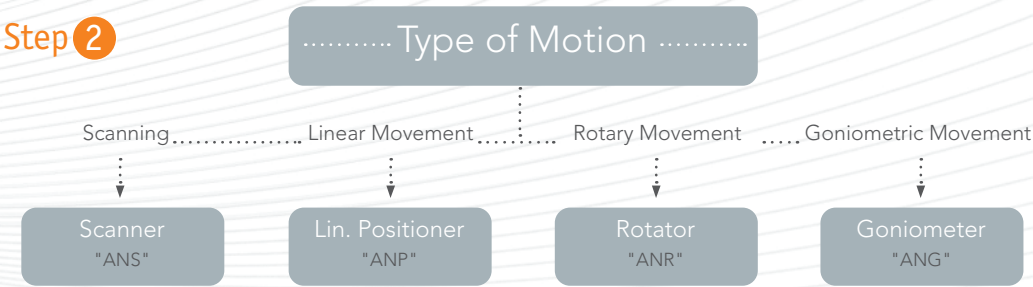 Step 2
Type of Motion
Scanning Linear Movement Rotary Movement Goniometric Movement
Scanner Lin. Positioner Rotator Goniometer
"ANS" "ANP" "ANR" "ANG"